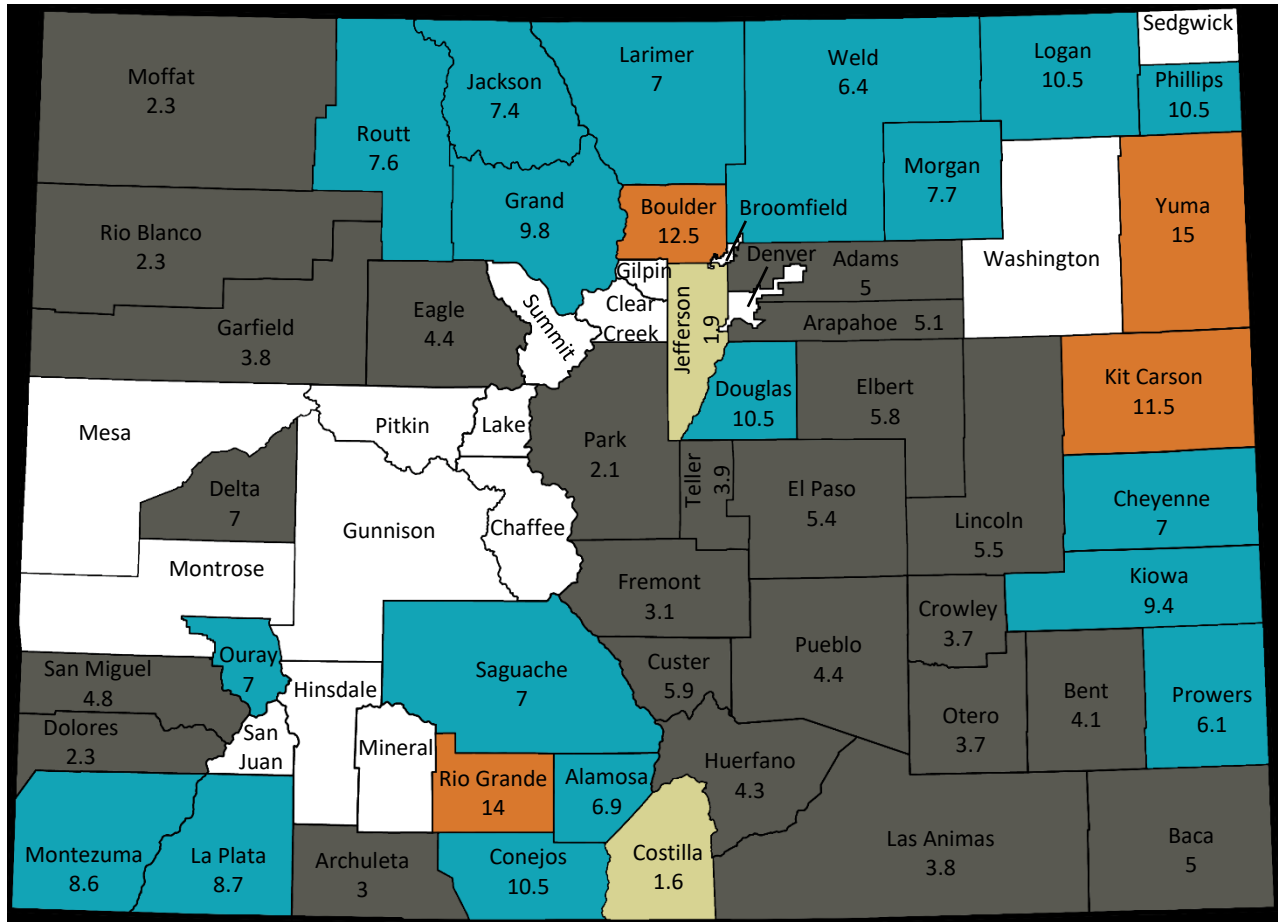 Sedgwick
Moffat
2.3
Jackson
7.4
Larimer
7
Weld
6.4
Logan
10.5
Phillips
10.5
Routt
7.6
Morgan
7.7
Grand
9.8
Boulder
12.5
Broomfield
Yuma
15
Rio Blanco
2.3
Gilpin
Denver
Adams
5
Washington
Garfield
3.8
Eagle
4.4
Summit
Clear
Creek
Jefferson
1.9
Arapahoe 5.1
Kit Carson
11.5
Mesa
Pitkin
Lake
Park
2.1
Douglas
10.5
Elbert
5.8
Delta
7
Gunnison
Chaffee
Teller
3.9
El Paso
5.4
Lincoln
5.5
Cheyenne
7
Montrose
Fremont
3.1
Crowley
3.7
Kiowa
9.4
San Miguel
4.8
Ouray
7
Hinsdale
Saguache
7
Custer
5.9
Pueblo
4.4
Otero
3.7
Bent
4.1
Prowers
6.1
Dolores
2.3
San
Juan
Mineral
Rio Grande
14
Alamosa
6.9
Huerfano
4.3
Montezuma
8.6
La Plata
8.7
Archuleta
3
Conejos
10.5
Costilla
1.6
Las Animas
3.8
Baca
5